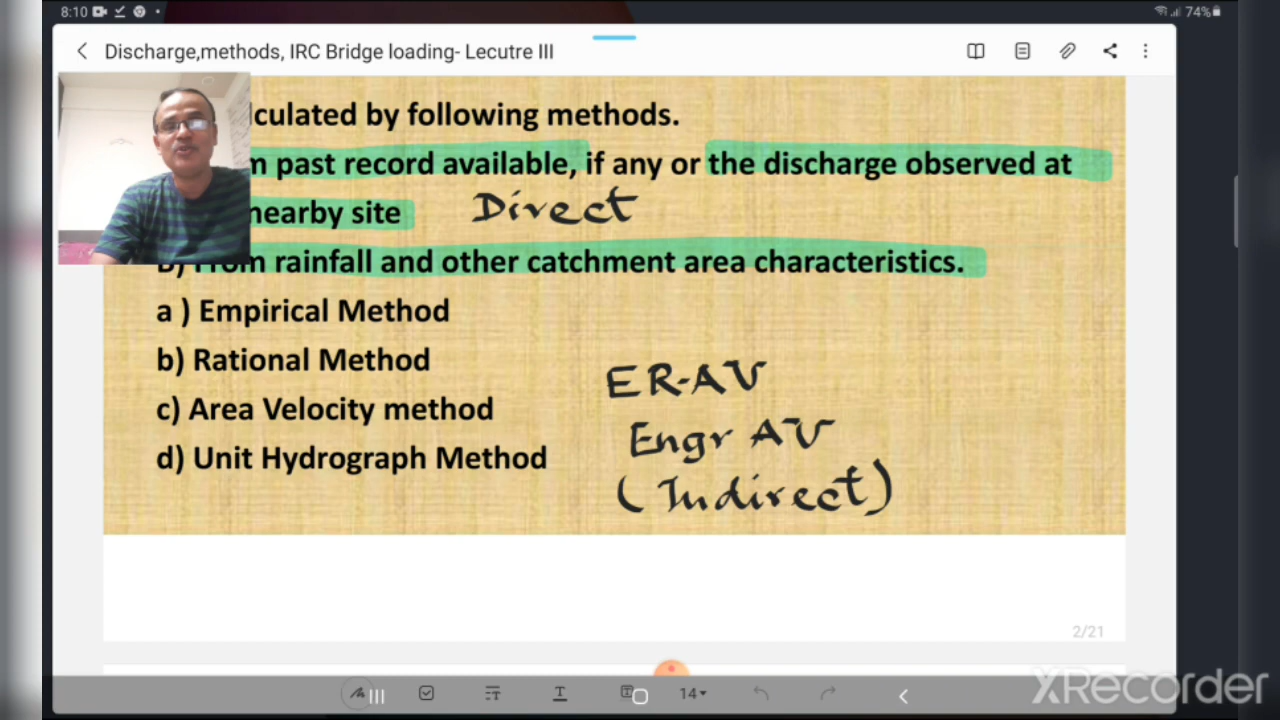 8:10
74%
Discharge,methods, IRC Bridge loading- Lecutre III
lculated by following methods.
m past record available, if any or the discharge observed at
nearby site Direct
b) From rainfall and other catchment area characteristics.
a ) Empirical Method
b) Rational Method
c) Area Velocity method
d) Unit Hydrograph Method
ER-AV
Engr AV
(Indirect)
2/21
14
XRecorder